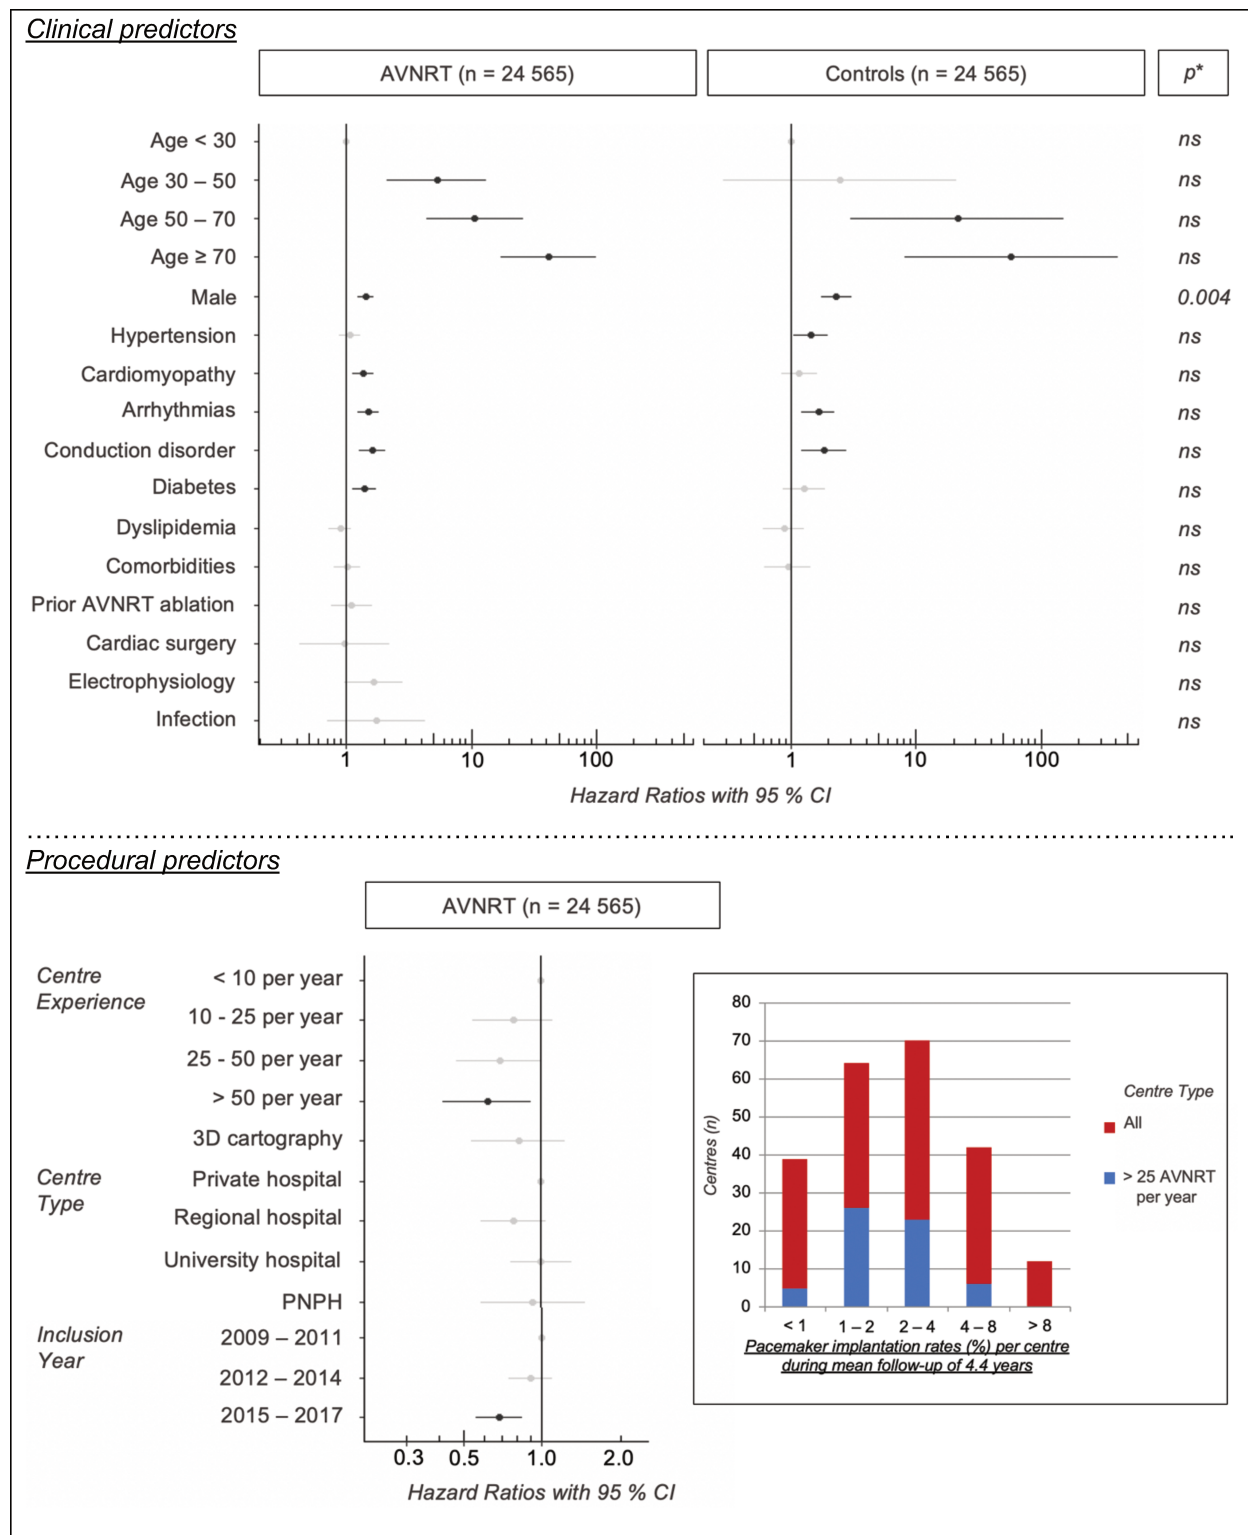 Clinical predictors
AVNRT (n = 24 565)
Controls (n = 24 565)
p*
Age < 30
ns
Age 30 – 50
ns
Age 50 – 70
ns
Age ≥ 70
ns
Male
0.004
Hypertension
ns
Cardiomyopathy
ns
Arrhythmias
ns
Conduction disorder
ns
Diabetes
ns
Dyslipidemia
ns
Comorbidities
ns
Prior AVNRT ablation
ns
Cardiac surgery
ns
Electrophysiology
ns
Infection
ns
1 10 100
1 10 100
Hazard Ratios with 95 % CI
Procedural predictors
AVNRT (n = 24 565)
Centre
Experience
< 10 per year
10 - 25 per year
25 - 50 per year
> 50 per year
3D cartography
Centre
Type
Private hospital
Regional hospital
University hospital
PNPH
Inclusion
Year
2009 – 2011
2012 – 2014
2015 – 2017
0.3 0.5 1.0 2.0
Hazard Ratios with 95 % CI
Centres (n)
80
70
60
50
40
30
20
10
0
< 1 1 – 2 2 – 4 4 – 8 > 8
Pacemaker implantation rates (%) per centre
during mean follow-up of 4.4 years
Centre Type
All
> 25 AVNRT
per year